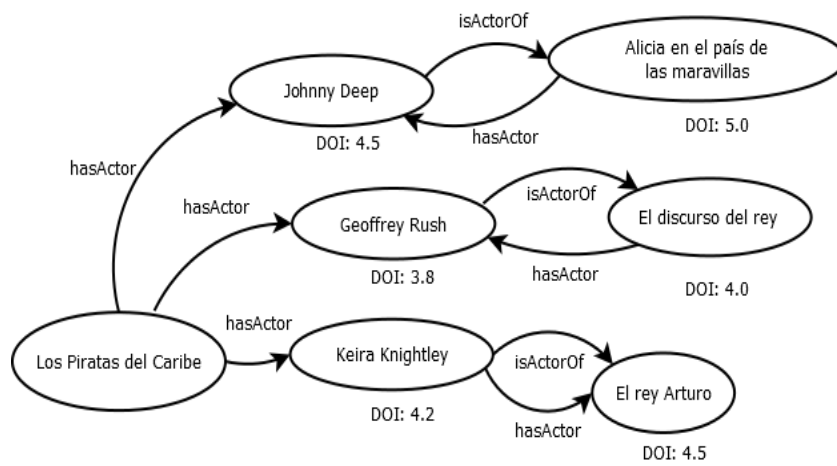 isActorOf
Alicia en el país de
las maravillas
Johnny Deep
hasActor
DOI: 4.5
DOI: 5.0
hasActor
hasActor
isActorOf
Geoffrey Rush
El discurso del rey
hasActor
DOI: 3.8
DOI: 4.0
hasActor
Los Piratas del Caribe
Keira Knightley
isActorOf
El rey Arturo
DOI: 4.2
hasActor
DOI: 4.5